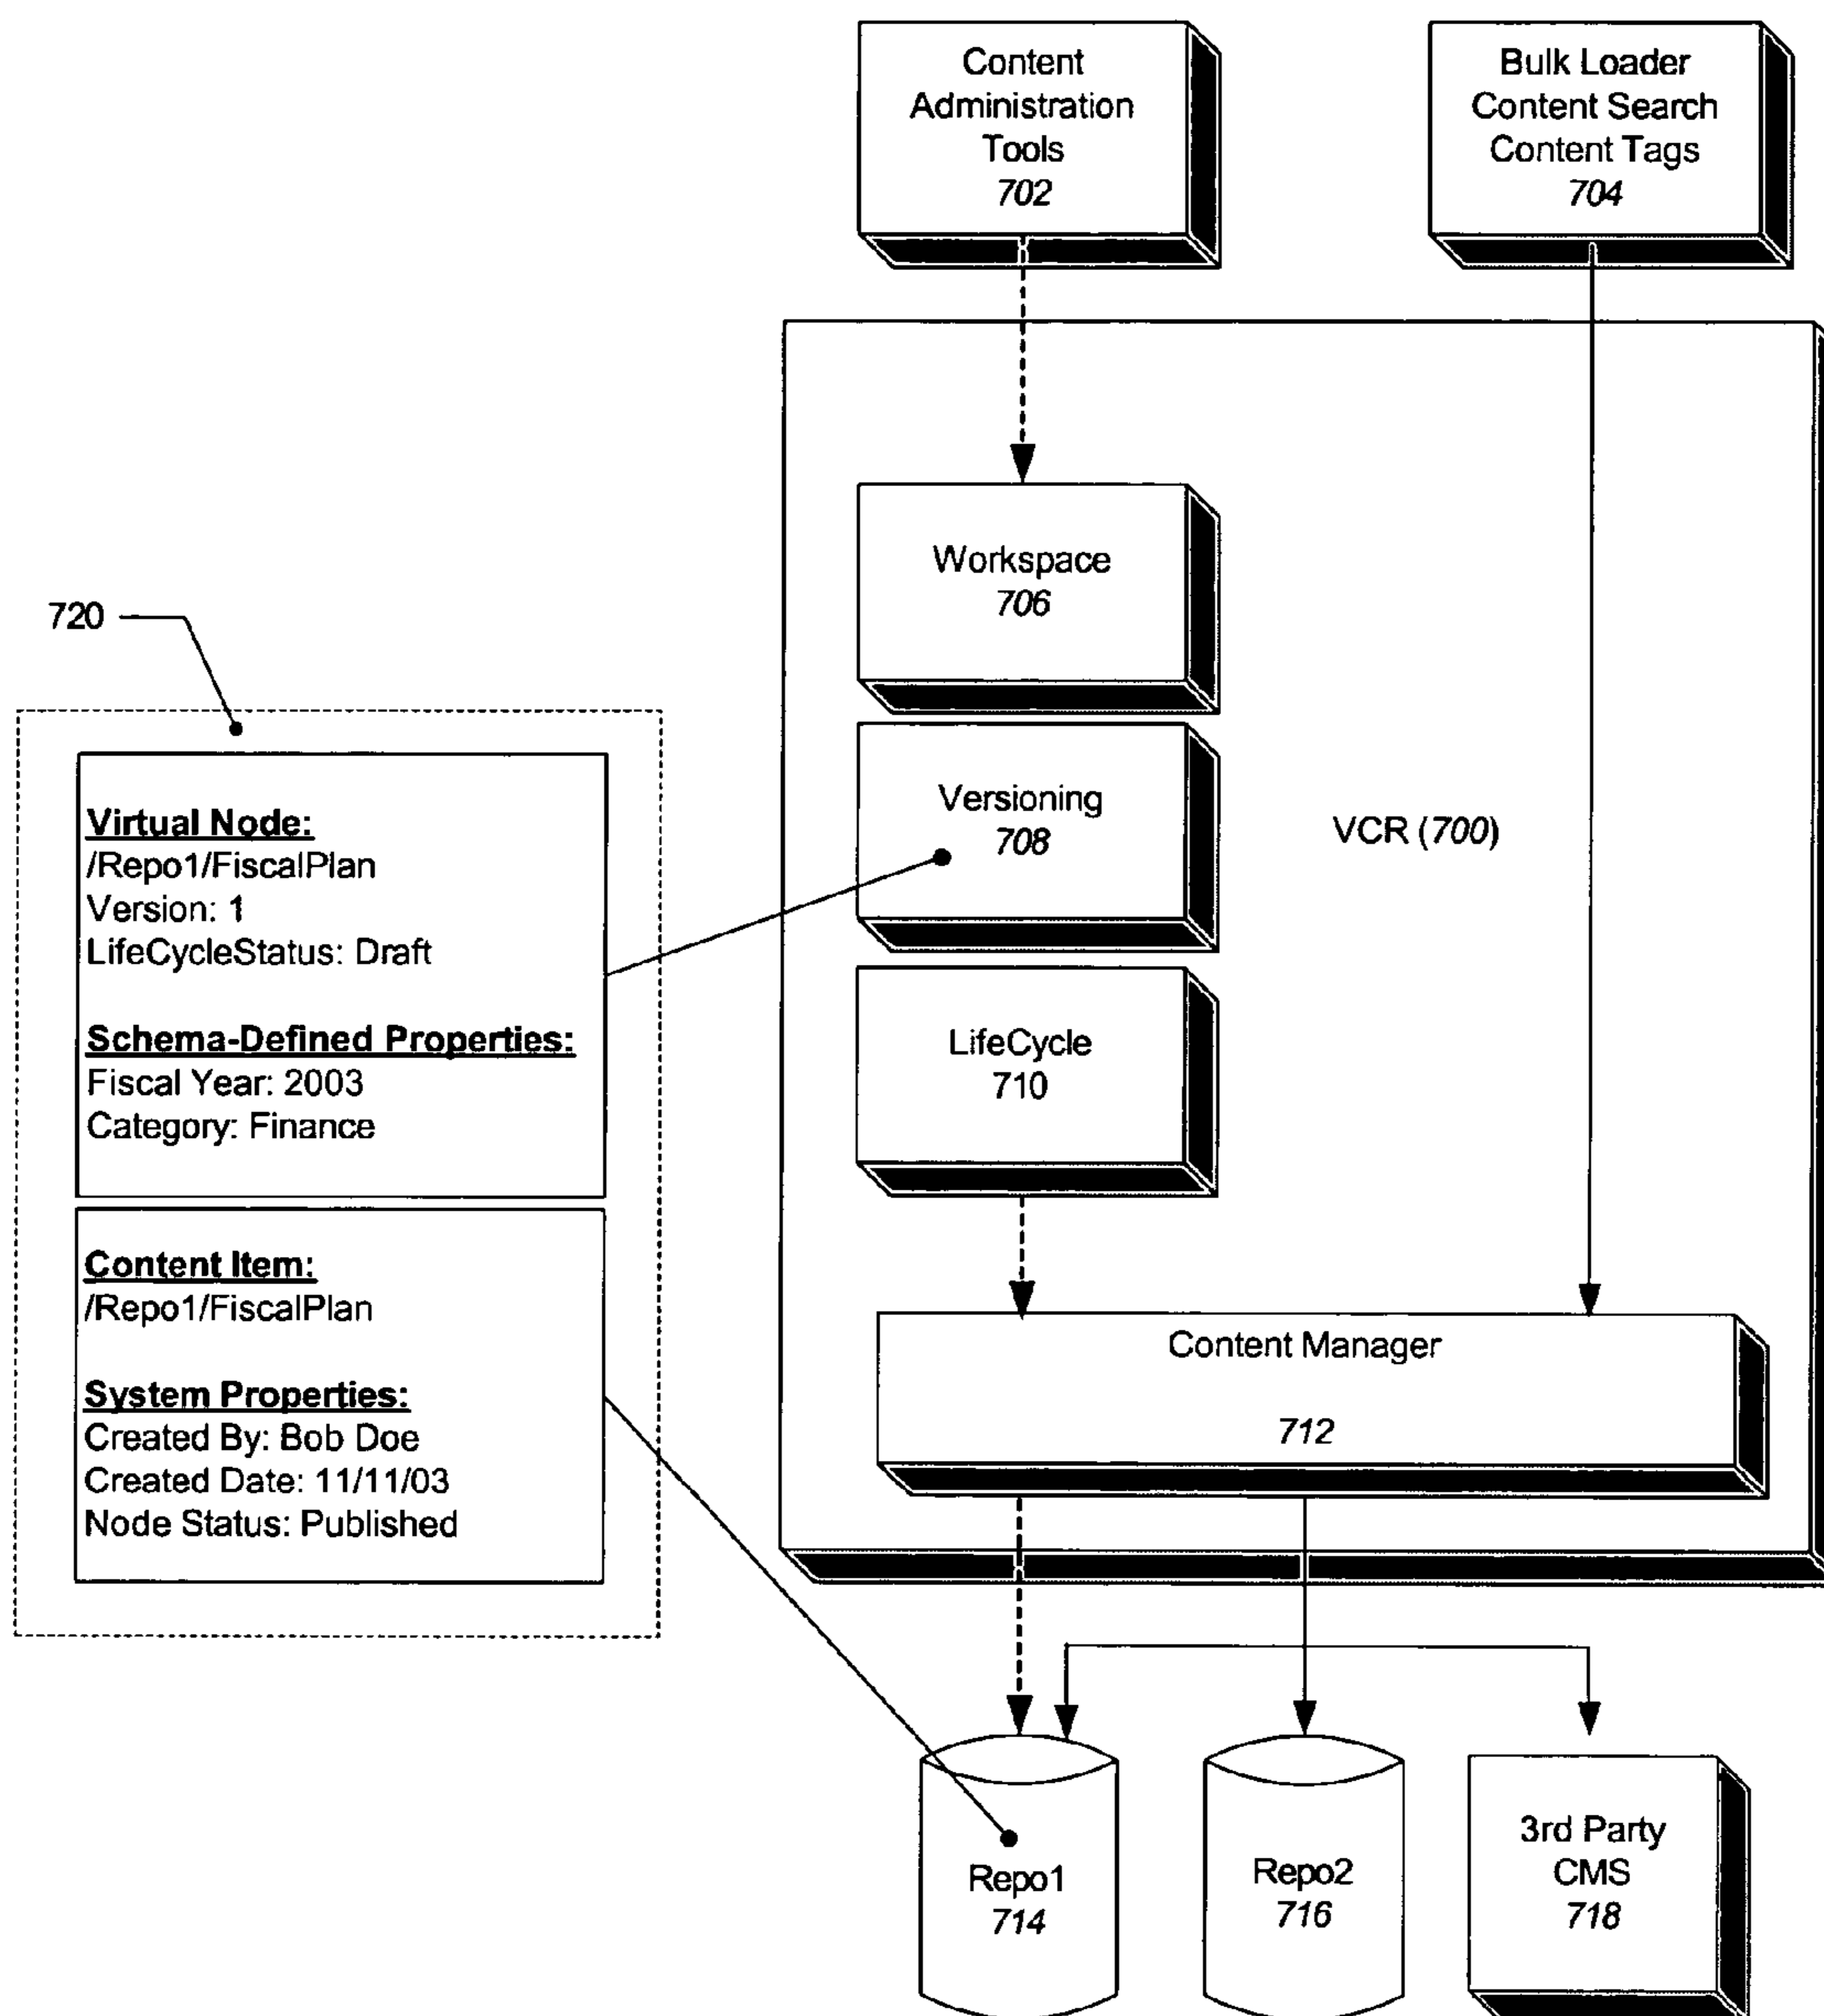 Content
Administration
Tools
702
Bulk Loader
Content Search
Content Tags
704
Workspace
706
720
Versioning
708
VCR (700)
Virtual Node:
/Repo1/FiscalPlan
Version: 1
LifeCycleStatus: Draft
Schema-Defined Properties:
Fiscal Year: 2003
Category: Finance
LifeCycle
710
Content Item:
/Repo1/FiscalPlan
System Properties:
Created By: Bob Doe
Created Date: 11/11/03
Node Status: Published
Content Manager
712
Repo1
714
Repo2
716
3rd Party
CMS
718